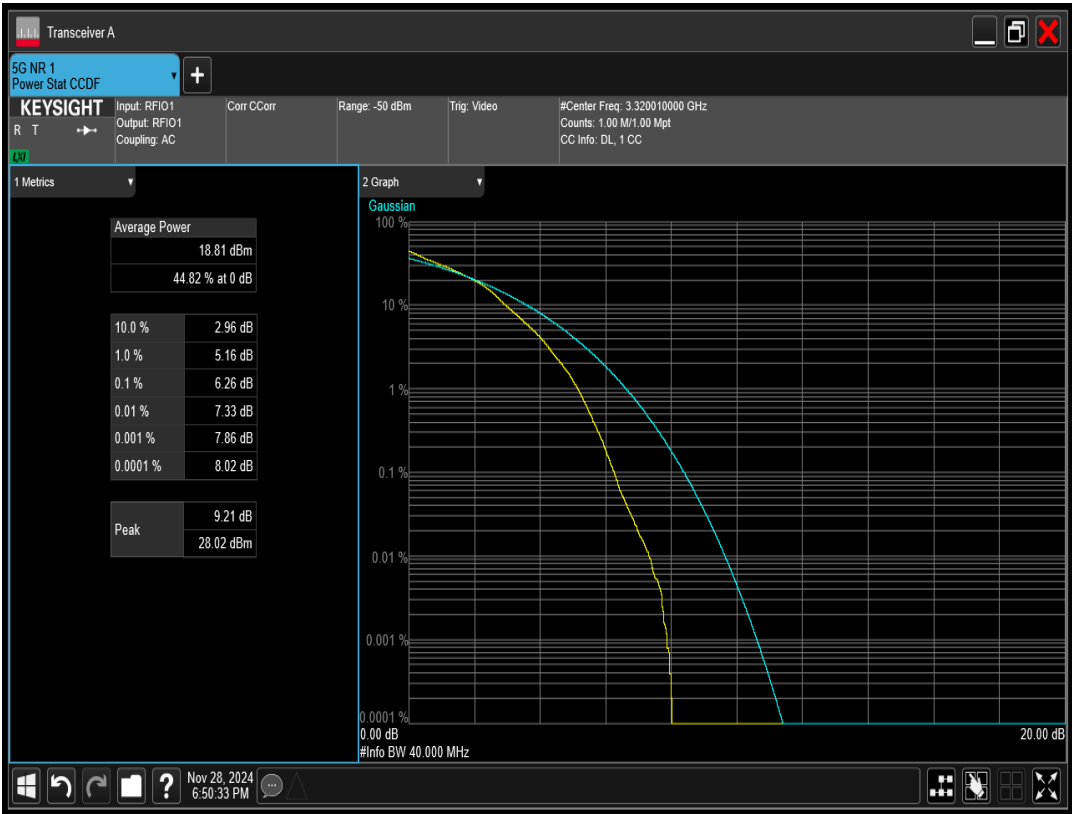 Transceiver A
5G NR 1
Power Stat CCDF
KEYSIGHT
R T
LXI
Input: RFIO1
Output: RFIO1
Coupling: AC
Corr CCorr
Range: -50 dBm
Trig: Video
#Center Freq: 3.320010000 GHz
Counts: 1.00 M/1.00 Mpt
CC Info: DL, 1 CC
1 Metrics
Average Power
18.81 dBm
44.82 % at 0 dB
10.0 % 2.96 dB
1.0 % 5.16 dB
0.1 % 6.26 dB
0.01 % 7.33 dB
0.001 % 7.86 dB
0.0001 % 8.02 dB
Peak
9.21 dB
28.02 dBm
2 Graph
Gaussian
100 %
10 %
1 %
0.1 %
0.01 %
0.001 %
0.0001 %
0.00 dB 20.00 dB
#Info BW 40.000 MHz
Nov 28, 2024
6:50:33 PM